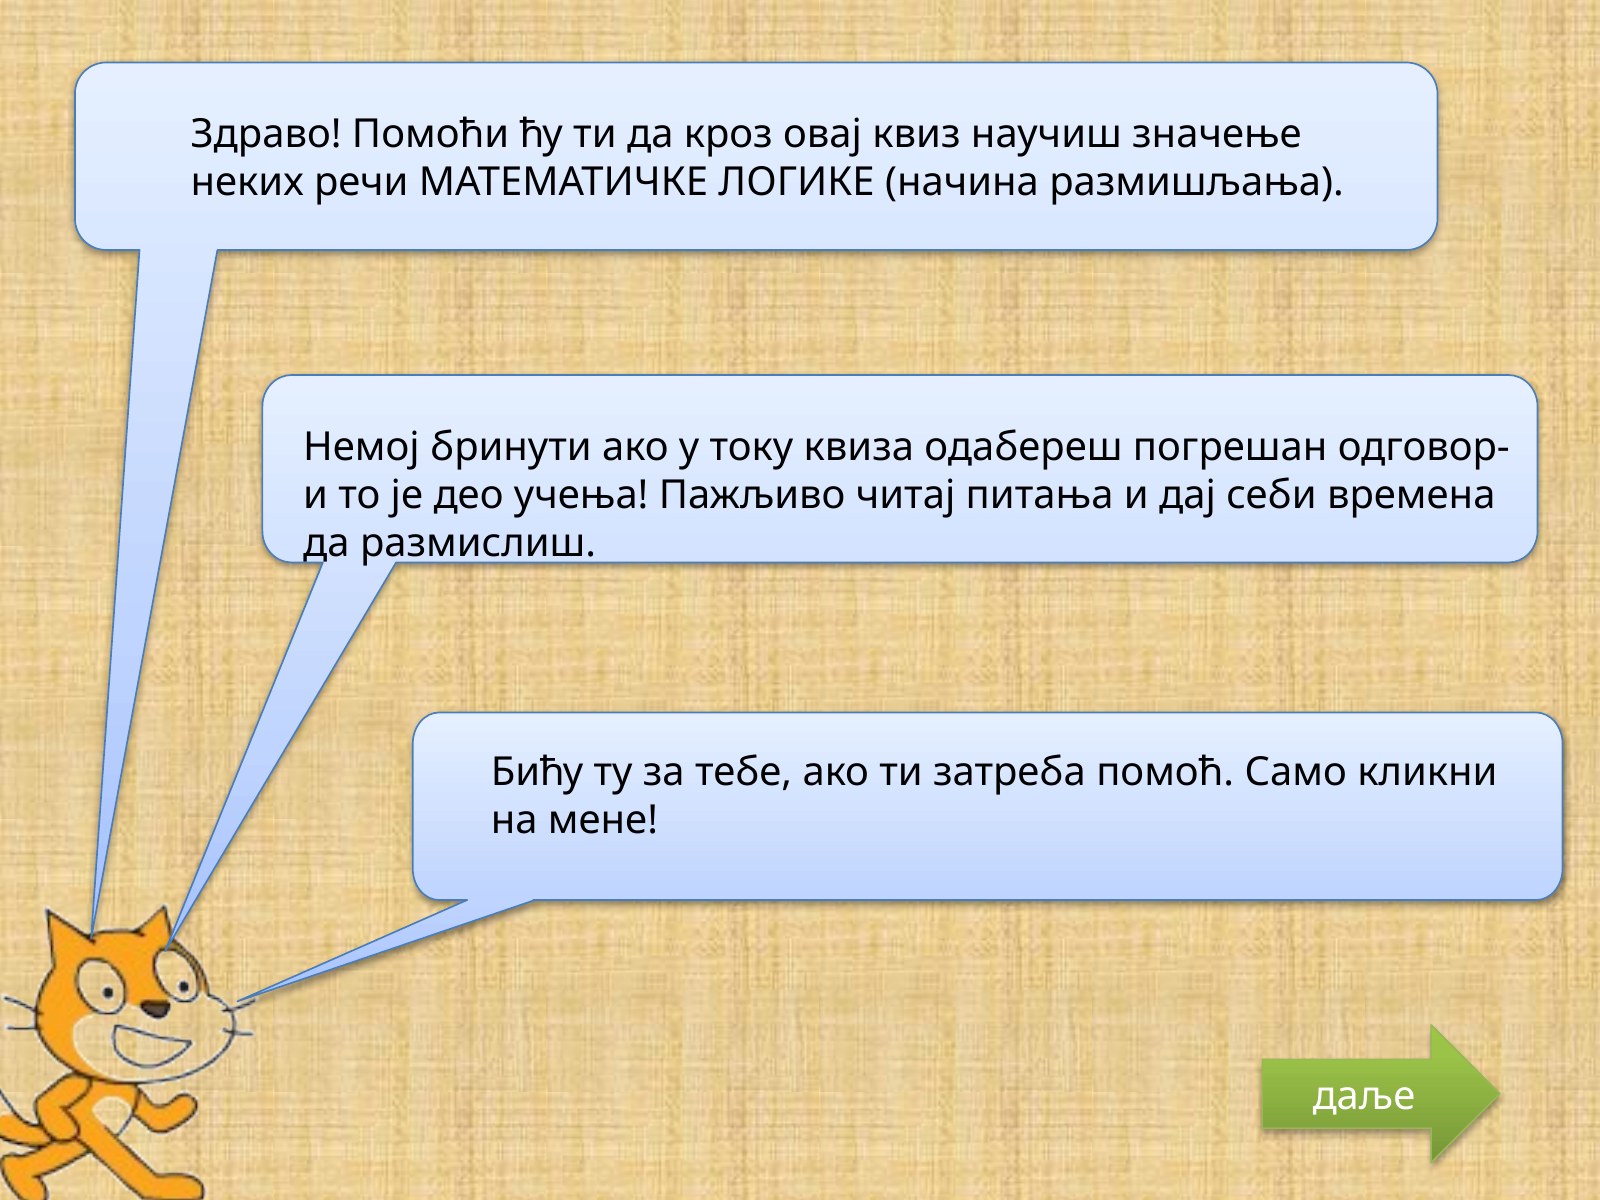 Здраво! Помоћи ћу ти да кроз овај квиз научиш значење
неких речи МАТЕМАТИЧКЕ ЛОГИКЕ (начина размишљања).
Немој бринути ако у току квиза одабереш погрешан одговор-
и то је део учења! Пажљиво читај питања и дај себи времена
да размислиш.
Бићу ту за тебе, ако ти затреба помоћ. Само кликни
на мене!
даље